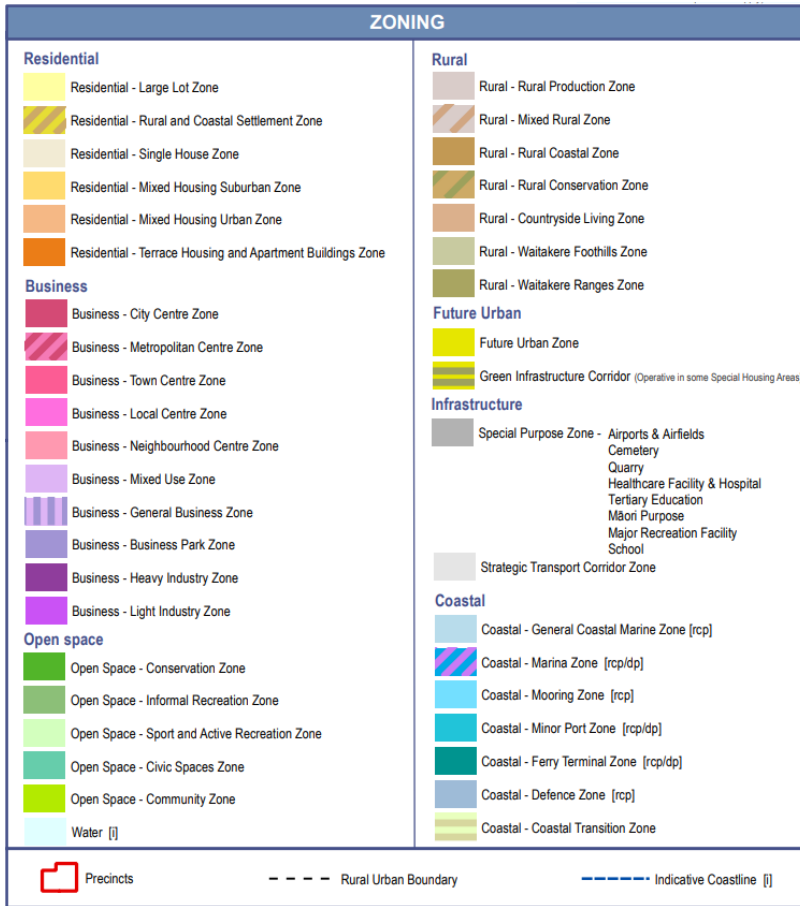 ZONING
Residential
Residential - Large Lot Zone
Residential - Rural and Coastal Settlement Zone
Residential - Single House Zone
Residential - Mixed Housing Suburban Zone
Residential - Mixed Housing Urban Zone
Residential - Terrace Housing and Apartment Buildings Zone
Business
Business - City Centre Zone
Business - Metropolitan Centre Zone
Business - Town Centre Zone
Business - Local Centre Zone
Business - Neighbourhood Centre Zone
Business - Mixed Use Zone
Business - General Business Zone
Business - Business Park Zone
Business - Heavy Industry Zone
Business - Light Industry Zone
Open space
Open Space - Conservation Zone
Open Space - Informal Recreation Zone
Open Space - Sport and Active Recreation Zone
Open Space - Civic Spaces Zone
Open Space - Community Zone
Water [i]
Rural
Rural - Rural Production Zone
Rural - Mixed Rural Zone
Rural - Rural Coastal Zone
Rural - Rural Conservation Zone
Rural - Countryside Living Zone
Rural - Waitakere Foothills Zone
Rural - Waitakere Ranges Zone
Future Urban
Future Urban Zone
Green Infrastructure Corridor (Operative in some Special Housing Areas
Infrastructure
Special Purpose Zone - Airports & Airfields
Cemetery
Quarry
Healthcare Facility & Hospital
Tertiary Education
Māori Purpose
Major Recreation Facility
School
Strategic Transport Corridor Zone
Coastal
Coastal - General Coastal Marine Zone [rcp]
Coastal - Marina Zone [rcp/dp]
Coastal - Mooring Zone [rcp]
Coastal - Minor Port Zone [rcp/dp]
Coastal - Ferry Terminal Zone [rcp/dp]
Coastal - Defence Zone [rcp]
Coastal - Coastal Transition Zone
Precincts
Rural Urban Boundary
Indicative Coastline [i]